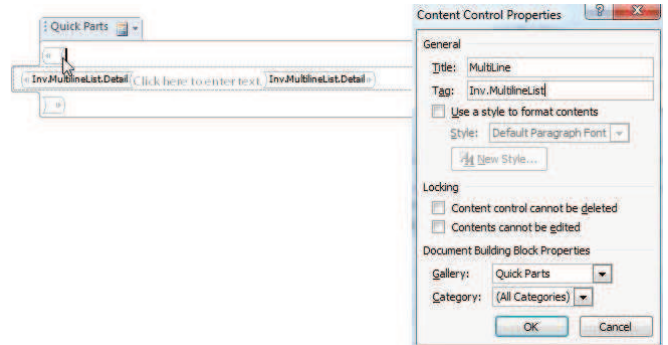 Quick Parts
Inv.MultilineList.Detail Click here to enter text. Inv.MultilineList.Detail
Content Control Properties
General
Title: MultiLine
Tag: Inv.MultilineList
Use a style to format contents
Style: Default Paragraph Font
New Style...
Locking
Content control cannot be deleted
Contents cannot be edited
Document Building Block Properties
Gallery: Quick Parts
Category: (All Categories)
OK Cancel